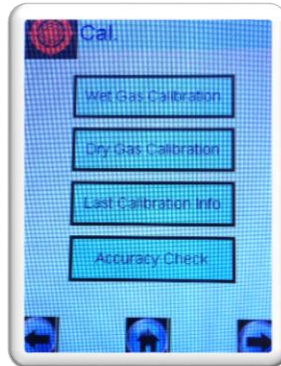 Cal.
Wet Gas Calibration
Dry Gas Calibration
Last Calibration Info
Accuracy Check